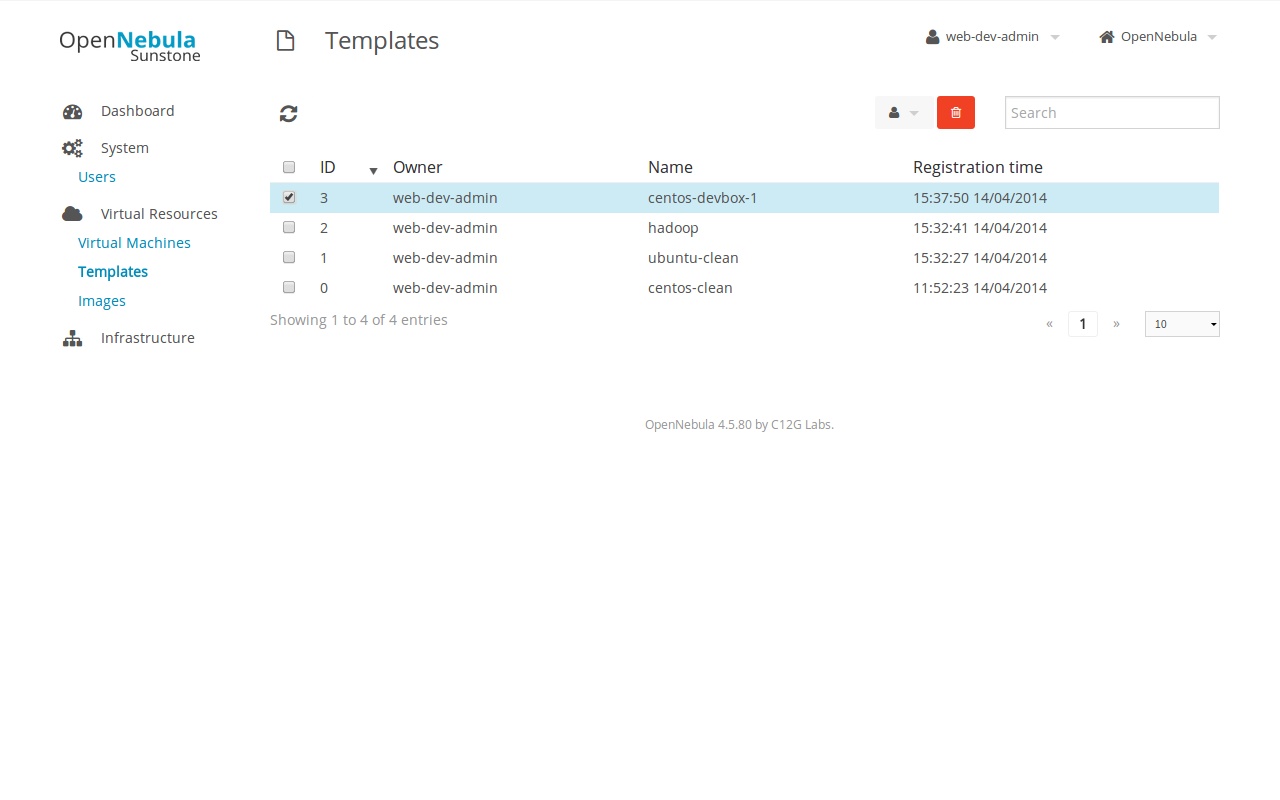 OpenNebula
Sunstone
Templates
web-dev-admin
OpenNebula
Dashboard
System
Users
Virtual Resources
Virtual Machines
Templates
Images
Infrastructure
Search
ID Owner Name Registration time
3 web-dev-admin centos-devbox-1 15:37:50 14/04/2014
2 web-dev-admin hadoop 15:32:41 14/04/2014
1 web-dev-admin ubuntu-clean 15:32:27 14/04/2014
0 web-dev-admin centos-clean 11:52:23 14/04/2014
Showing 1 to 4 of 4 entries
« 1 » 10
OpenNebula 4.5.80 by C12G Labs.